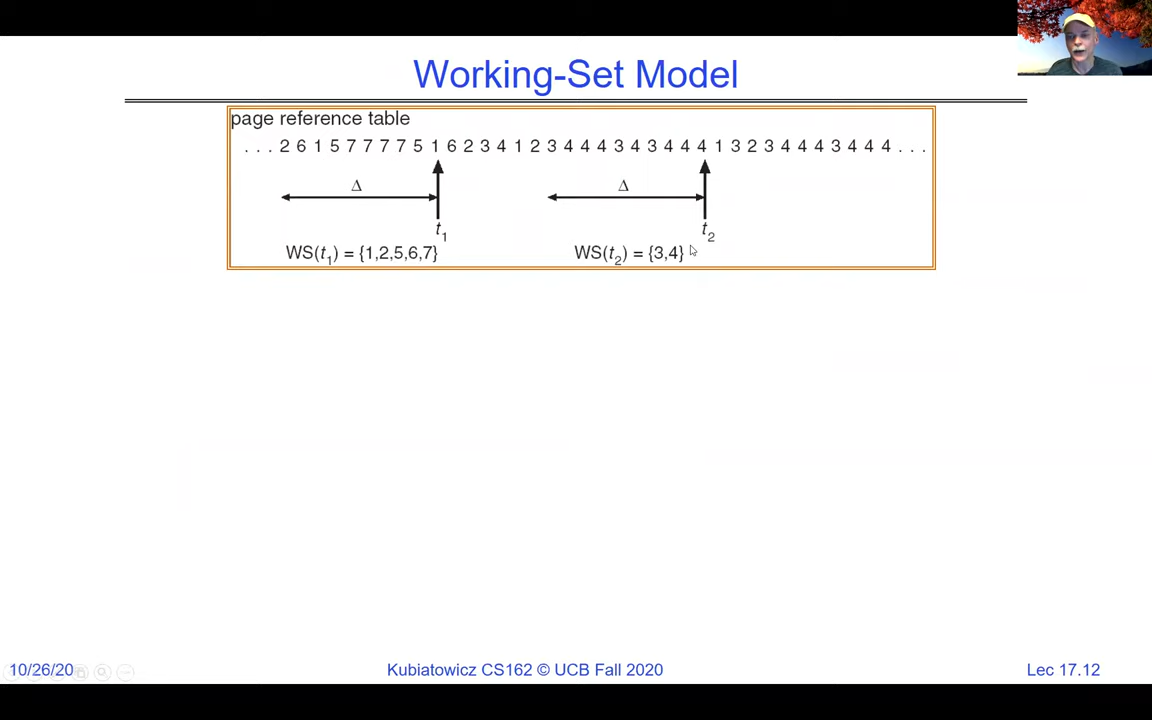 Working-Set Model
page reference table
. . . 2 6 1 5 7 7 7 7 5 1 6 2 3 4 1 2 3 4 4 4 3 4 3 4 4 4 1 3 2 3 4 4 4 3 4 4 4 . . .
Δ Δ
t1 t2
WS(t1) = {1,2,5,6,7} WS(t2) = {3,4}
10/26/20 Kubiatowicz CS162 © UCB Fall 2020 Lec 17.12